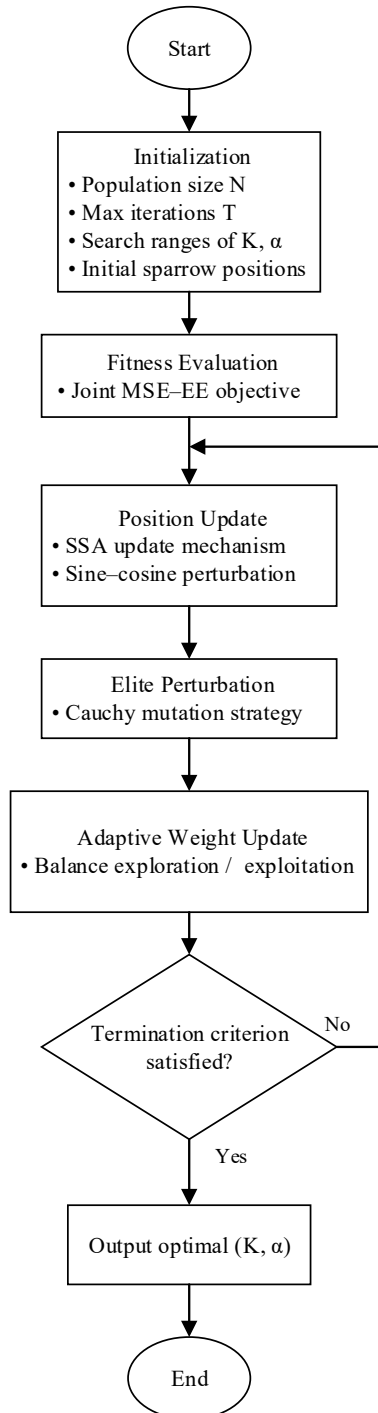 Start
Initialization
• Population size N
• Max iterations T
• Search ranges of K, α
• Initial sparrow positions
Fitness Evaluation
• Joint MSE–EE objective
Position Update
• SSA update mechanism
• Sine–cosine perturbation
Elite Perturbation
• Cauchy mutation strategy
Adaptive Weight Update
• Balance exploration / exploitation
Termination criterion
satisfied?
No
Yes
Output optimal (K, α)
End